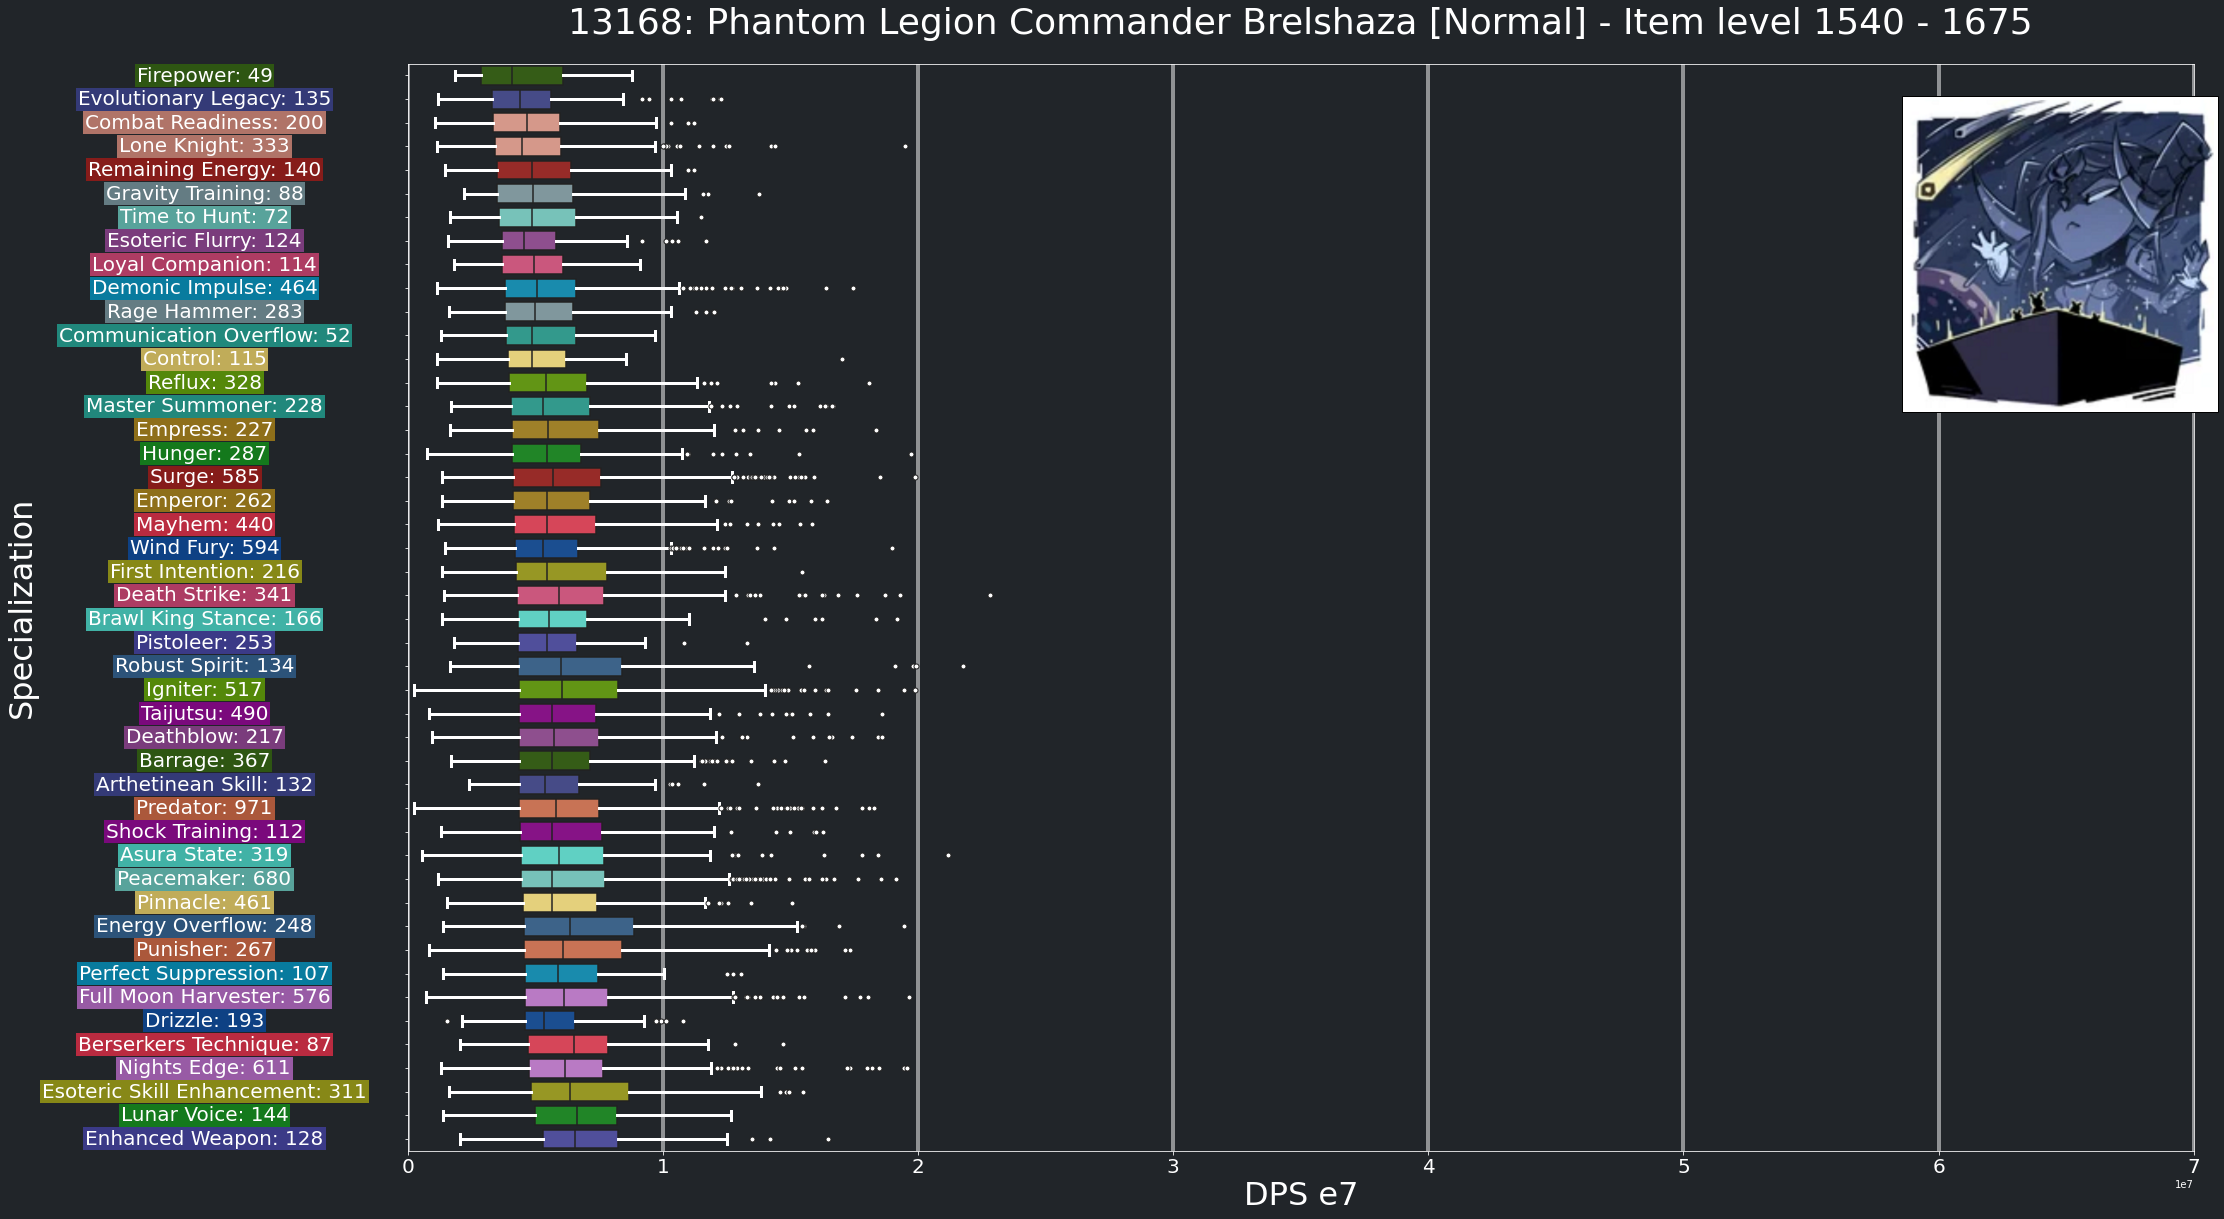 13168: Phantom Legion Commander Brelshaza [Normal] - Item level 1540 - 1675
Specialization
Firepower: 49
Evolutionary Legacy: 135
Combat Readiness: 200
Lone Knight: 333
Remaining Energy: 140
Gravity Training: 88
Time to Hunt: 72
Esoteric Flurry: 124
Loyal Companion: 114
Demonic Impulse: 464
Rage Hammer: 283
Communication Overflow: 52
Control: 115
Reflux: 328
Master Summoner: 228
Empress: 227
Hunger: 287
Surge: 585
Emperor: 262
Mayhem: 440
Wind Fury: 594
First Intention: 216
Death Strike: 341
Brawl King Stance: 166
Pistoleer: 253
Robust Spirit: 134
Igniter: 517
Taijutsu: 490
Deathblow: 217
Barrage: 367
Arthetinean Skill: 132
Predator: 971
Shock Training: 112
Asura State: 319
Peacemaker: 680
Pinnacle: 461
Energy Overflow: 248
Punisher: 267
Perfect Suppression: 107
Full Moon Harvester: 576
Drizzle: 193
Berserkers Technique: 87
Nights Edge: 611
Esoteric Skill Enhancement: 311
Lunar Voice: 144
Enhanced Weapon: 128
0 1 2 3 4 5 6 7
1e7
DPS e7